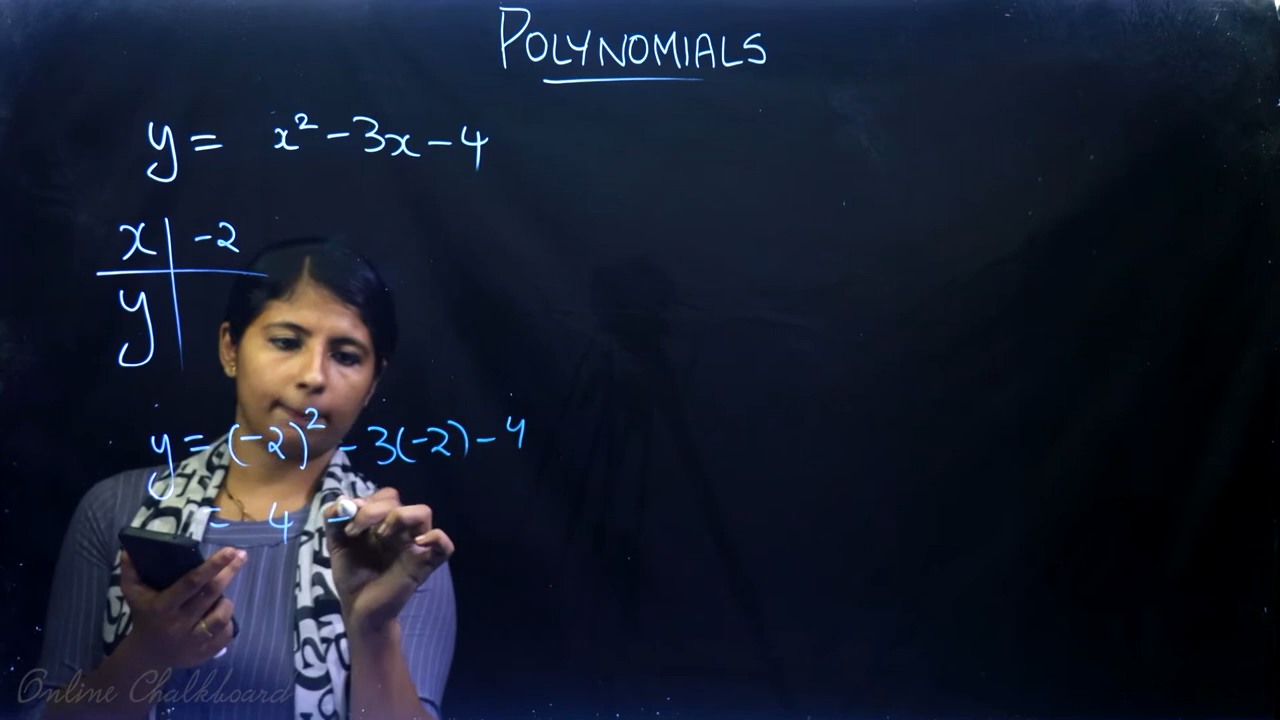 POLYNOMIALS
y = x² - 3x - 4
x | -2
y |
y = (-2)² - 3(-2) - 4
= 4 -
Online Chalkboard